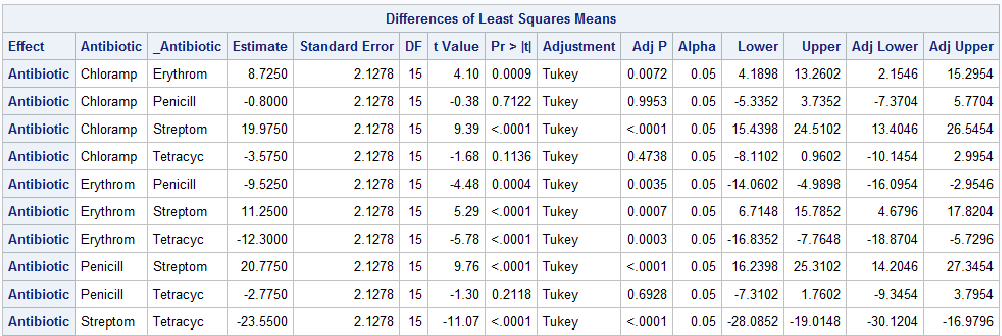 Differences of Least Squares Means
Effect Antibiotic _Antibiotic Estimate Standard Error DF t Value Pr > |t| Adjustment Adj P Alpha Lower Upper Adj Lower Adj Upper
Antibiotic Chloramp Erythrom 8.7250 2.1278 15 4.10 0.0009 Tukey 0.0072 0.05 4.1898 13.2602 2.1546 15.2954
Antibiotic Chloramp Penicill -0.8000 2.1278 15 -0.38 0.7122 Tukey 0.9953 0.05 -5.3352 3.7352 -7.3704 5.7704
Antibiotic Chloramp Streptom 19.9750 2.1278 15 9.39 <.0001 Tukey <.0001 0.05 15.4398 24.5102 13.4046 26.5454
Antibiotic Chloramp Tetracyc -3.5750 2.1278 15 -1.68 0.1136 Tukey 0.4738 0.05 -8.1102 0.9602 -10.1454 2.9954
Antibiotic Erythrom Penicill -9.5250 2.1278 15 -4.48 0.0004 Tukey 0.0035 0.05 -14.0602 -4.9898 -16.0954 -2.9546
Antibiotic Erythrom Streptom 11.2500 2.1278 15 5.29 <.0001 Tukey 0.0007 0.05 6.7148 15.7852 4.6796 17.8204
Antibiotic Erythrom Tetracyc -12.3000 2.1278 15 -5.78 <.0001 Tukey 0.0003 0.05 -16.8352 -7.7648 -18.8704 -5.7296
Antibiotic Penicill Streptom 20.7750 2.1278 15 9.76 <.0001 Tukey <.0001 0.05 16.2398 25.3102 14.2046 27.3454
Antibiotic Penicill Tetracyc -2.7750 2.1278 15 -1.30 0.2118 Tukey 0.6928 0.05 -7.3102 1.7602 -9.3454 3.7954
Antibiotic Streptom Tetracyc -23.5500 2.1278 15 -11.07 <.0001 Tukey <.0001 0.05 -28.0852 -19.0148 -30.1204 -16.9796